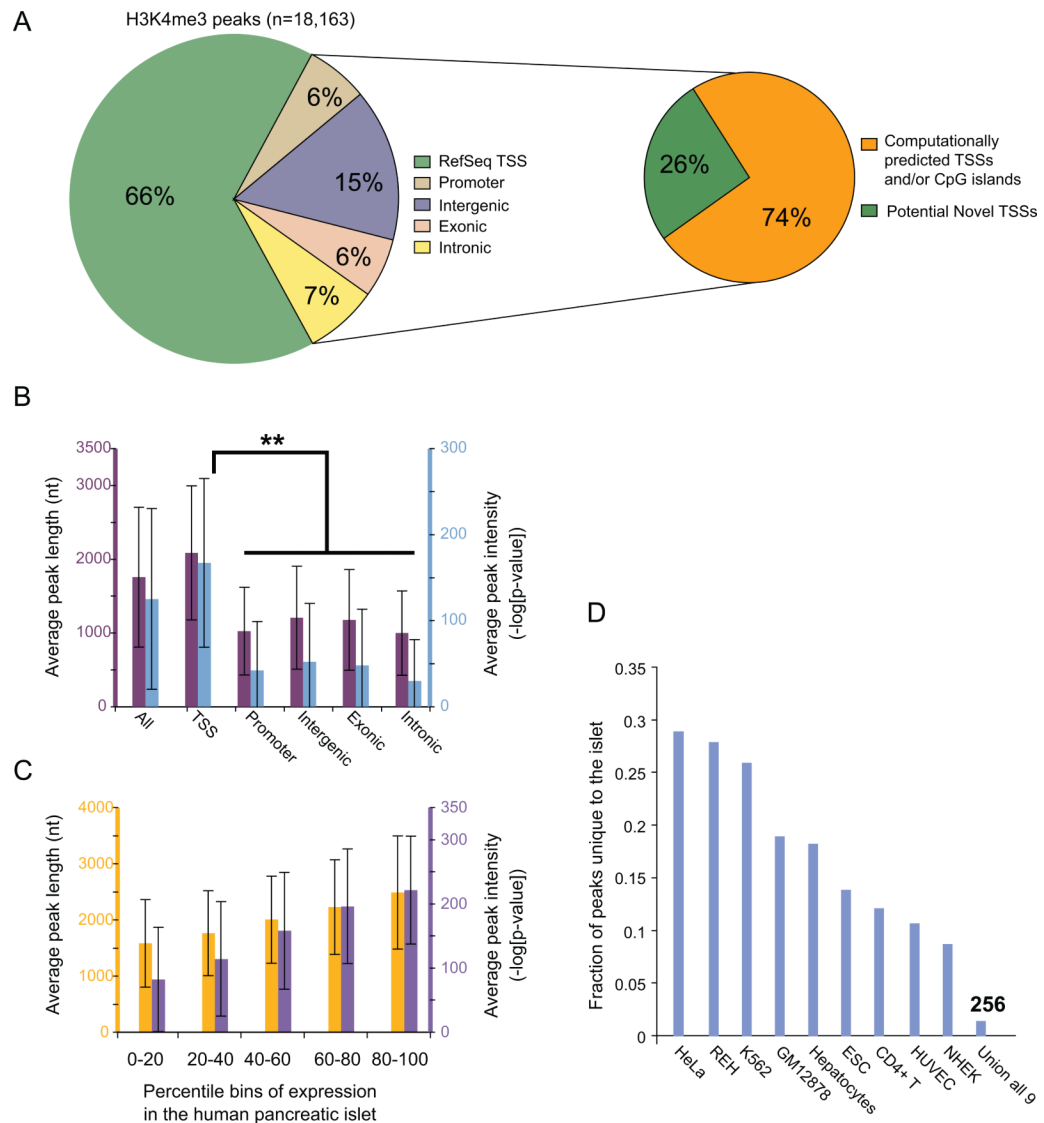 A
H3K4me3 peaks (n=18,163)
66%
6%
15%
6%
7%
RefSeq TSS
Promoter
Intergenic
Exonic
Intronic
26%
74%
Computationally
predicted TSSs
and/or CpG islands
Potential Novel TSSs
B
Average peak length (nt)
3500
3000
2000
1000
0
**
300
200
100
0
Average peak intensity
(-log[p-value])
All
TSS
Promoter
Intergenic
Exonic
Intronic
C
Average peak length (nt)
4000
3000
2000
1000
0
350
300
200
100
0
Average peak intensity
(-log[p-value])
0-20
20-40
40-60
60-80
80-100
Percentile bins of expression
in the human pancreatic islet
D
Fraction of peaks unique to the islet
0.35
0.3
0.25
0.2
0.15
0.1
0.05
0
256
HeLa
REH
K562
GM12878
Hepatocytes
ESC
CD4+ T
HUVEC
NHEK
Union all 9